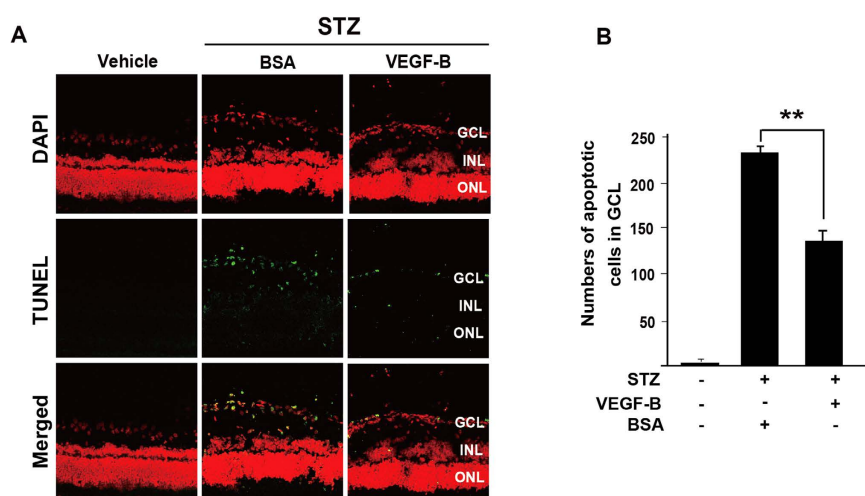 A
STZ
Vehicle
BSA
VEGF-B
DAPI
GCL
INL
ONL
TUNEL
GCL
INL
ONL
Merged
GCL
INL
ONL
B
**
Numbers of apoptotic
cells in GCL
250
200
150
100
50
STZ - + +
VEGF-B - - +
BSA - + -